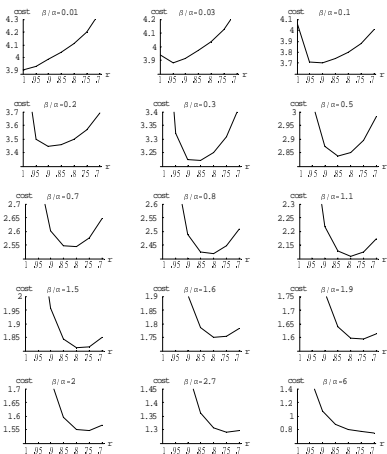 cost β/α=0.01
4.3
4.2
4.1
4
3.9
1 .95 .9 .85 .8 .75 .7 r
cost β/α=0.03
4.2
4.1
4
3.9
1 .95 .9 .85 .8 .75 .7 r
cost β/α=0.1
4.1
4
3.9
3.8
3.7
1 .95 .9 .85 .8 .75 .7 r
cost β/α=0.2
3.7
3.6
3.5
3.4
1 .95 .9 .85 .8 .75 .7 r
cost β/α=0.3
3.4
3.35
3.3
3.25
1 .95 .9 .85 .8 .75 .7 r
cost β/α=0.5
3
2.95
2.9
2.85
1 .95 .9 .85 .8 .75 .7 r
cost β/α=0.7
2.7
2.65
2.6
2.55
1 .95 .9 .85 .8 .75 .7 r
cost β/α=0.8
2.6
2.55
2.5
2.45
1 .95 .9 .85 .8 .75 .7 r
cost β/α=1.1
2.3
2.25
2.2
2.15
1 .95 .9 .85 .8 .75 .7 r
cost β/α=1.5
2
1.95
1.9
1.85
1 .95 .9 .85 .8 .75 .7 r
cost β/α=1.6
1.9
1.85
1.8
1.75
1 .95 .9 .85 .8 .75 .7 r
cost β/α=1.9
1.75
1.7
1.65
1.6
1 .95 .9 .85 .8 .75 .7 r
cost β/α=2
1.7
1.65
1.6
1.55
1 .95 .9 .85 .8 .75 .7 r
cost β/α=2.7
1.45
1.4
1.35
1.3
1 .95 .9 .85 .8 .75 .7 r
cost β/α=6
1.4
1.2
1
0.8
1 .95 .9 .85 .8 .75 .7 r